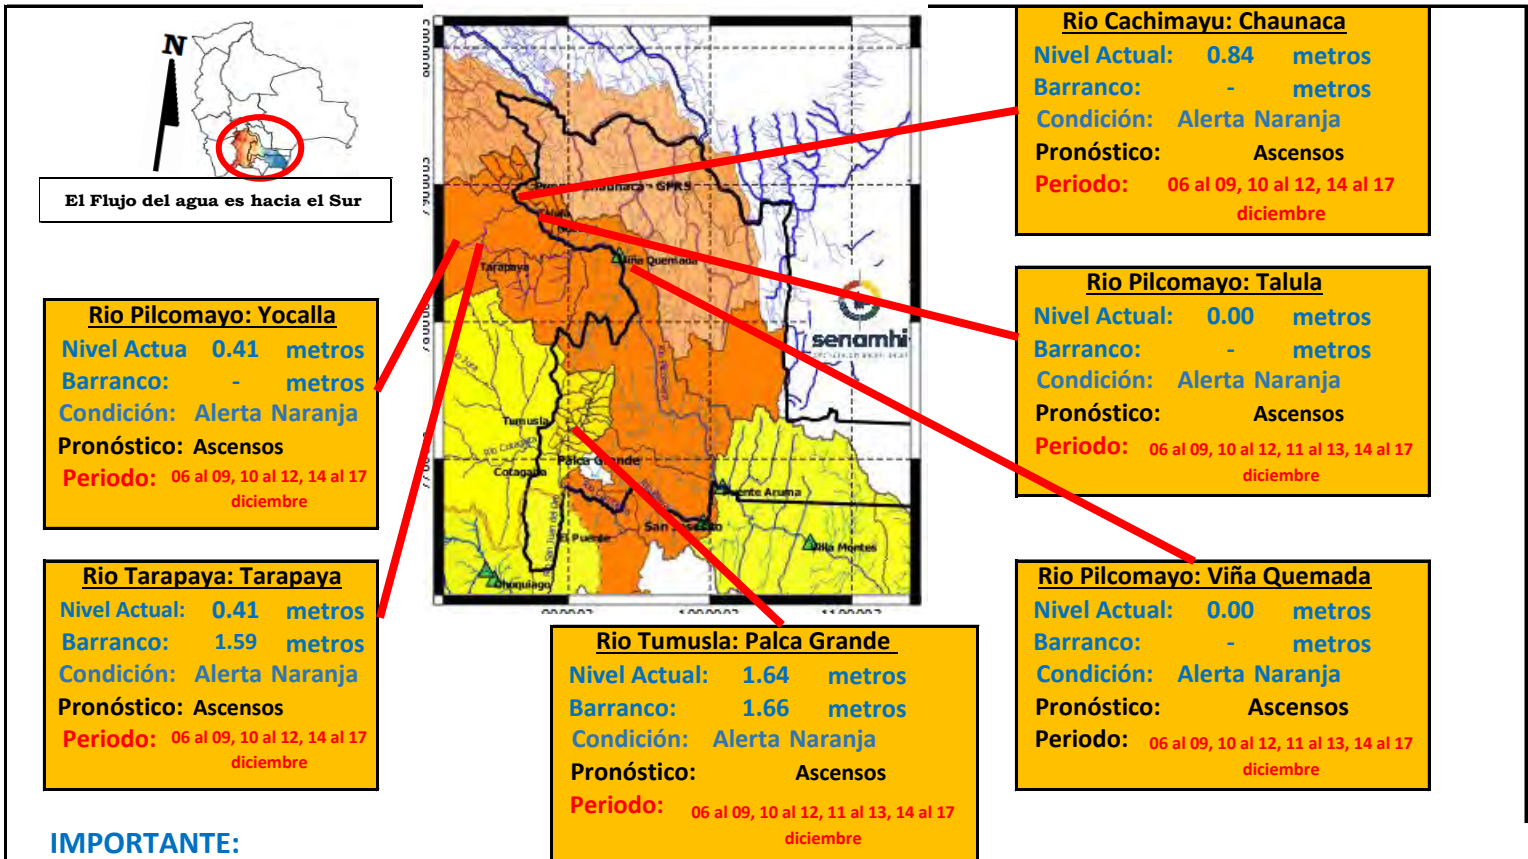 N
El Flujo del agua es hacia el Sur
Rio Cachimayu: Chaunaca
Nivel Actual: 0.84 metros
Barranco: - metros
Condición: Alerta Naranja
Pronóstico: Ascensos
Periodo: 06 al 09, 10 al 12, 14 al 17
diciembre
Rio Pilcomayo: Talula
Nivel Actual: 0.00 metros
Barranco: - metros
Condición: Alerta Naranja
Pronóstico: Ascensos
Periodo: 06 al 09, 10 al 12, 11 al 13, 14 al 17
diciembre
Rio Pilcomayo: Yocalla
Nivel Actua 0.41 metros
Barranco: - metros
Condición: Alerta Naranja
Pronóstico: Ascensos
Periodo: 06 al 09, 10 al 12, 14 al 17
diciembre
Rio Tarapaya: Tarapaya
Nivel Actual: 0.41 metros
Barranco: 1.59 metros
Condición: Alerta Naranja
Pronóstico: Ascensos
Periodo: 06 al 09, 10 al 12, 14 al 17
diciembre
Rio Pilcomayo: Viña Quemada
Nivel Actual: 0.00 metros
Barranco: - metros
Condición: Alerta Naranja
Pronóstico: Ascensos
Periodo: 06 al 09, 10 al 12, 11 al 13, 14 al 17
diciembre
Rio Tumusla: Palca Grande
Nivel Actual: 1.64 metros
Barranco: 1.66 metros
Condición: Alerta Naranja
Pronóstico: Ascensos
Periodo: 06 al 09, 10 al 12, 11 al 13, 14 al 17
diciembre
Chaunaca - GPRS
Viña Quemada
Tarapaya
senamhi
Tumusla
Palca Grande
Cotagaita
Puente Aruma
San Josecito
El Puente
Villa Montes
Choquiago
IMPORTANTE: